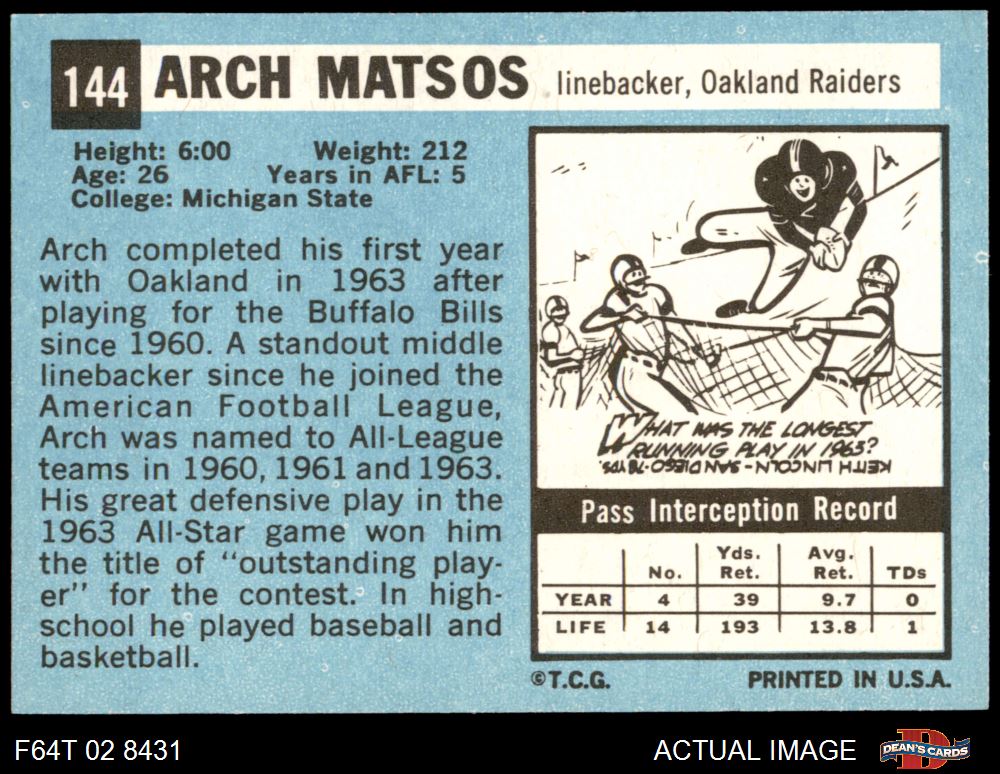 144 ARCH MATSOS linebacker, Oakland Raiders
Height: 6:00 Weight: 212
Age: 26 Years in AFL: 5
College: Michigan State
Arch completed his first year
with Oakland in 1963 after
playing for the Buffalo Bills
since 1960. A standout middle
linebacker since he joined the
American Football League,
Arch was named to All-League
teams in 1960, 1961 and 1963.
His great defensive play in the
1963 All-Star game won him
the title of "outstanding play-
er" for the contest. In high-
school he played baseball and
basketball.
WHAT WAS THE LONGEST
RUNNING PLAY IN 1963?
KEITH LINCOLN - SAN DIEGO - 76 YDS.
Pass Interception Record
No. Yds. Ret. Avg. Ret. TDs
YEAR 4 39 9.7 0
LIFE 14 193 13.8 1
©T.C.G. PRINTED IN U.S.A.
F64T 02 8431 ACTUAL IMAGE DEAN'S CARDS